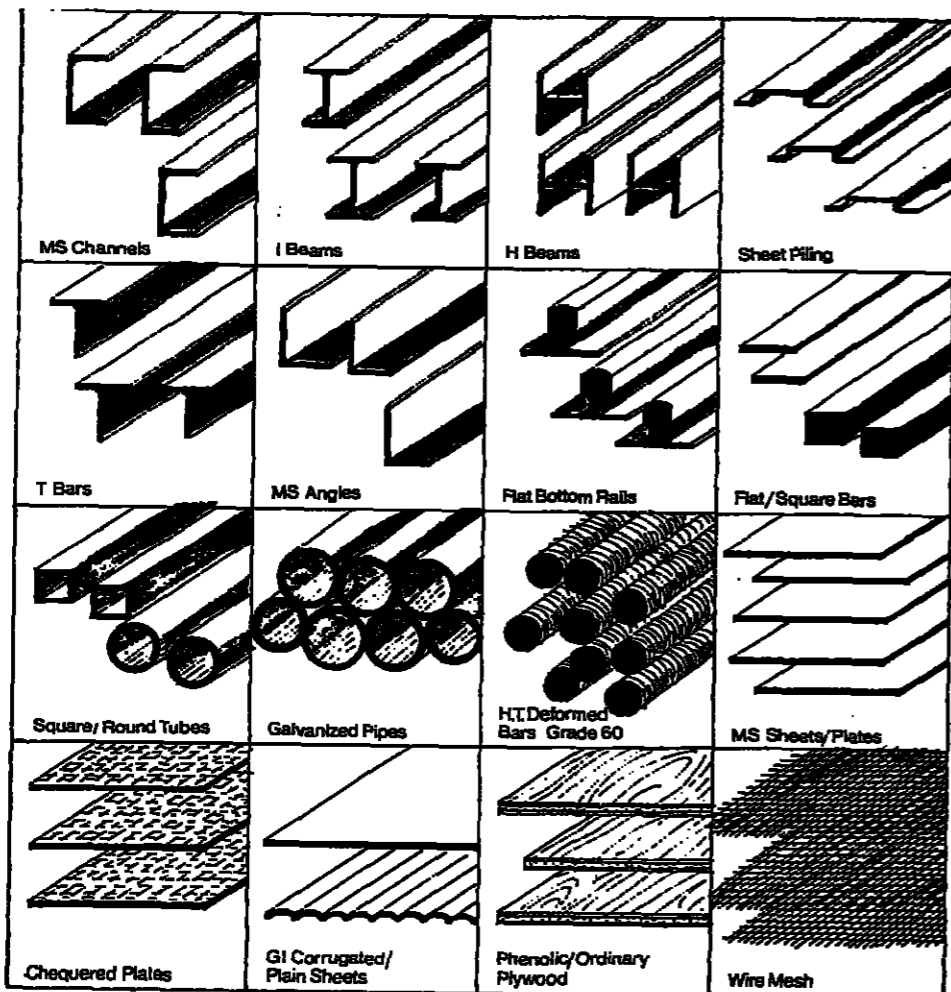 MS Channels
I Beams
H Beams
Sheet Piling
T Bars
MS Angles
Flat Bottom Rails
Flat/Square Bars
Square/Round Tubes
Galvanized Pipes
H.T. Deformed
Bars Grade 60
MS Sheets/Plates
Chequered Plates
GI Corrugated/
Plain Sheets
Phenolic/Ordinary
Plywood
Wire Mesh